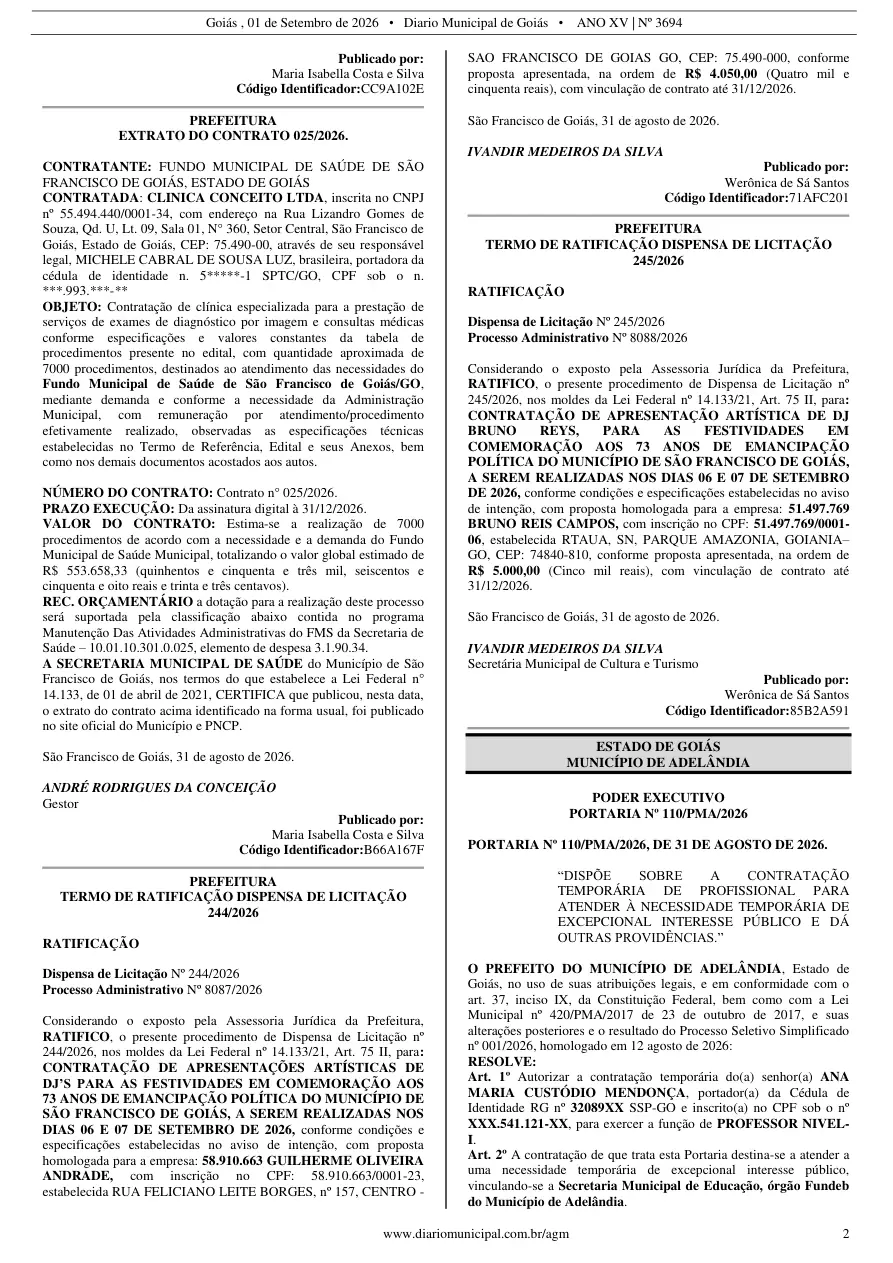 Goiás , 01 de Setembro de 2026 • Diario Municipal de Goiás • ANO XV | Nº 3694
Publicado por:
Maria Isabella Costa e Silva
Código Identificador:CC9A102E
PREFEITURA
EXTRATO DO CONTRATO 025/2026.
CONTRATANTE: FUNDO MUNICIPAL DE SAÚDE DE SÃO
FRANCISCO DE GOIÁS, ESTADO DE GOIÁS
CONTRATADA: CLINICA CONCEITO LTDA, inscrita no CNPJ
nº 55.494.440/0001-34, com endereço na Rua Lizandro Gomes de
Souza, Qd. U, Lt. 09, Sala 01, N° 360, Setor Central, São Francisco de
Goiás, Estado de Goiás, CEP: 75.490-00, através de seu responsável
legal, MICHELE CABRAL DE SOUSA LUZ, brasileira, portadora da
cédula de identidade n. 5*****-1 SPTC/GO, CPF sob o n.
***.993.***-**
OBJETO: Contratação de clínica especializada para a prestação de
serviços de exames de diagnóstico por imagem e consultas médicas
conforme especificações e valores constantes da tabela de
procedimentos presente no edital, com quantidade aproximada de
7000 procedimentos, destinados ao atendimento das necesidades do
Fundo Municipal de Saúde de São Francisco de Goiás/GO,
mediante demanda e conforme a necessidade da Administração
Municipal, com remuneração por atendimento/procedimento
efetivamente realizado, observadas as especificações técnicas
estabelecidas no Termo de Referência, Edital e seus Anexos, bem
como nos demais documentos acostados aos autos.
NÚMERO DO CONTRATO: Contrato n° 025/2026.
PRAZO EXECUÇÃO: Da assinatura digital à 31/12/2026.
VALOR DO CONTRATO: Estima-se a realização de 7000
procedimentos de acordo com a necessidade e a demanda do Fundo
Municipal de Saúde Municipal, totalizando o valor global estimado de
R$ 553.658,33 (quinhentos e cinquenta e três mil, seiscentos e
cinquenta e oito reais e trinta e três centavos).
REC. ORÇAMENTÁRIO a dotação para a realização deste processo
será suportada pela classificação abaixo contida no programa
Manutenção Das Atividades Administrativas do FMS da Secretaria de
Saúde – 10.01.10.301.0.025, elemento de despesa 3.1.90.34.
A SECRETARIA MUNICIPAL DE SAÚDE do Município de São
Francisco de Goiás, nos termos do que estabelece a Lei Federal n°
14.133, de 01 de abril de 2021, CERTIFICA que publicou, nesta data,
o extrato do contrato acima identificado na forma usual, foi publicado
no site oficial do Município e PNCP.
São Francisco de Goiás, 31 de agosto de 2026.
ANDRÉ RODRIGUES DA CONCEIÇÃO
Gestor
Publicado por:
Maria Isabella Costa e Silva
Código Identificador:B66A167F
PREFEITURA
TERMO DE RATIFICAÇÃO DISPENSA DE LICITAÇÃO
244/2026
RATIFICAÇÃO
Dispensa de Licitação Nº 244/2026
Processo Administrativo Nº 8087/2026
Considerando o exposto pela Assessoria Jurídica da Prefeitura,
RATIFICO, o presente procedimento de Dispensa de Licitação nº
244/2026, nos moldes da Lei Federal nº 14.133/21, Art. 75 II, para:
CONTRATAÇÃO DE APRESENTAÇÕES ARTÍSTICAS DE
DJ’S PARA AS FESTIVIDADES EM COMEMORAÇÃO AOS
73 ANOS DE EMANCIPAÇÃO POLÍTICA DO MUNICÍPIO DE
SÃO FRANCISCO DE GOIÁS, A SEREM REALIZADAS NOS
DIAS 06 E 07 DE SETEMBRO DE 2026, conforme condições e
especificações estabelecidas no aviso de intenção, com proposta
homologada para a empresa: 58.910.663 GUILHERME OLIVEIRA
ANDRADE, com inscrição no CPF: 58.910.663/0001-23,
estabelecida RUA FELICIANO LEITE BORGES, nº 157, CENTRO -
SAO FRANCISCO DE GOIAS GO, CEP: 75.490-000, conforme
proposta apresentada, na ordem de R$ 4.050,00 (Quatro mil e
cinquenta reais), com vinculação de contrato até 31/12/2026.
São Francisco de Goiás, 31 de agosto de 2026.
IVANDIR MEDEIROS DA SILVA
Publicado por:
Werônica de Sá Santos
Código Identificador:71AFC201
PREFEITURA
TERMO DE RATIFICAÇÃO DISPENSA DE LICITAÇÃO
245/2026
RATIFICAÇÃO
Dispensa de Licitação Nº 245/2026
Processo Administrativo Nº 8088/2026
Considerando o exposto pela Assessoria Jurídica da Prefeitura,
RATIFICO, o presente procedimento de Dispensa de Licitação nº
245/2026, nos moldes da Lei Federal nº 14.133/21, Art. 75 II, para:
CONTRATAÇÃO DE APRESENTAÇÃO ARTÍSTICA DE DJ
BRUNO REYS, PARA AS FESTIVIDADES EM
COMEMORAÇÃO AOS 73 ANOS DE EMANCIPAÇÃO
POLÍTICA DO MUNICÍPIO DE SÃO FRANCISCO DE GOIÁS,
A SEREM REALIZADAS NOS DIAS 06 E 07 DE SETEMBRO
DE 2026, conforme condições e especificações estabelecidas no aviso
de intenção, com proposta homologada para a empresa: 51.497.769
BRUNO REIS CAMPOS, com inscrição no CPF: 51.497.769/0001-
06, estabelecida RTAUA, SN, PARQUE AMAZONIA, GOIANIA–
GO, CEP: 74840-810, conforme proposta apresentada, na ordem de
R$ 5.000,00 (Cinco mil reais), com vinculação de contrato até
31/12/2026.
São Francisco de Goiás, 31 de agosto de 2026.
IVANDIR MEDEIROS DA SILVA
Secretária Municipal de Cultura e Turismo
Publicado por:
Werônica de Sá Santos
Código Identificador:85B2A591
ESTADO DE GOIÁS
MUNICÍPIO DE ADELÂNDIA
PODER EXECUTIVO
PORTARIA Nº 110/PMA/2026
PORTARIA Nº 110/PMA/2026, DE 31 DE AGOSTO DE 2026.
“DISPÕE SOBRE A CONTRATAÇÃO
TEMPORÁRIA DE PROFISSIONAL PARA
ATENDER À NECESSIDADE TEMPORÁRIA DE
EXCEPCIONAL INTERESSE PÚBLICO E DÁ
OUTRAS PROVIDÊNCIAS.”
O PREFEITO DO MUNICÍPIO DE ADELÂNDIA, Estado de
Goiás, no uso de suas atribuições legais, e em conformidade com o
art. 37, inciso IX, da Constituição Federal, bem como com a Lei
Municipal nº 420/PMA/2017 de 23 de outubro de 2017, e suas
alterações posteriores e o resultado do Processo Seletivo Simplificado
nº 001/2026, homologado em 12 agosto de 2026:
RESOLVE:
Art. 1º Autorizar a contratação temporária do(a) senhor(a) ANA
MARIA CUSTÓDIO MENDONÇA, portador(a) da Cédula de
Identidade RG nº 32089XX SSP-GO e inscrito(a) no CPF sob o nº
XXX.541.121-XX, para exercer a função de PROFESSOR NIVEL-
I.
Art. 2º A contratação de que trata esta Portaria destina-se a atender a
uma necessidade temporária de excepcional interesse público,
vinculando-se a Secretaria Municipal de Educação, órgão Fundeb
do Município de Adelândia.
www.diariomunicipal.com.br/agm 2